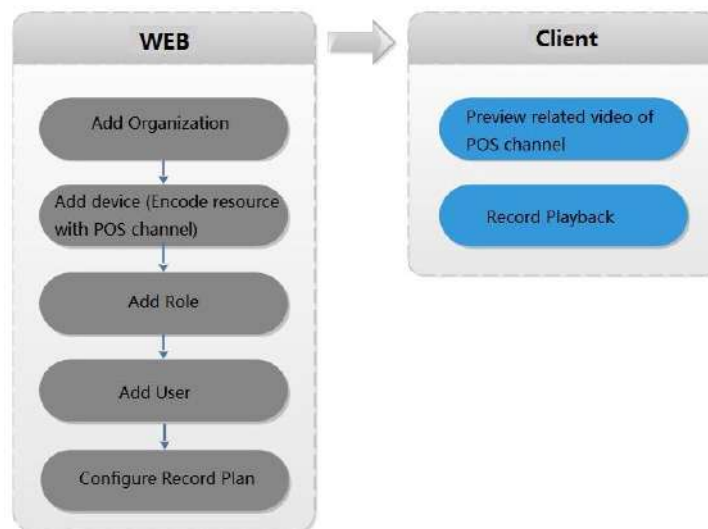 WEB
Add Organization
Add device (Encode resource
with POS channel)
Add Role
Add User
Configure Record Plan
Client
Preview related video of
POS channel
Record Playback